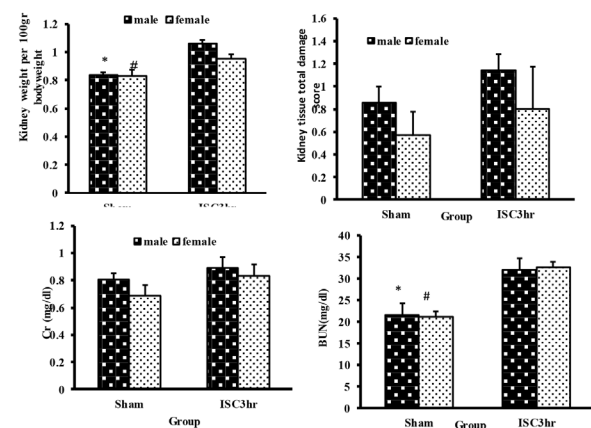 Kidney weight per 100gr
bodyweight
1.2
1
0.8
0.6
0.4
0.2
0
male female
*
#
ISC3hr
Kidney tissue total damage
score
1.6
1.4
1.2
1
0.8
0.6
0.4
0.2
0
male female
Sham Group ISC3hr
Cr (mg/dl)
1.2
1
0.8
0.6
0.4
0.2
0
male female
Sham ISC3hr
Group
BUN(mg/dl)
40
35
30
25
20
15
10
5
0
*
#
Sham Group ISC3hr